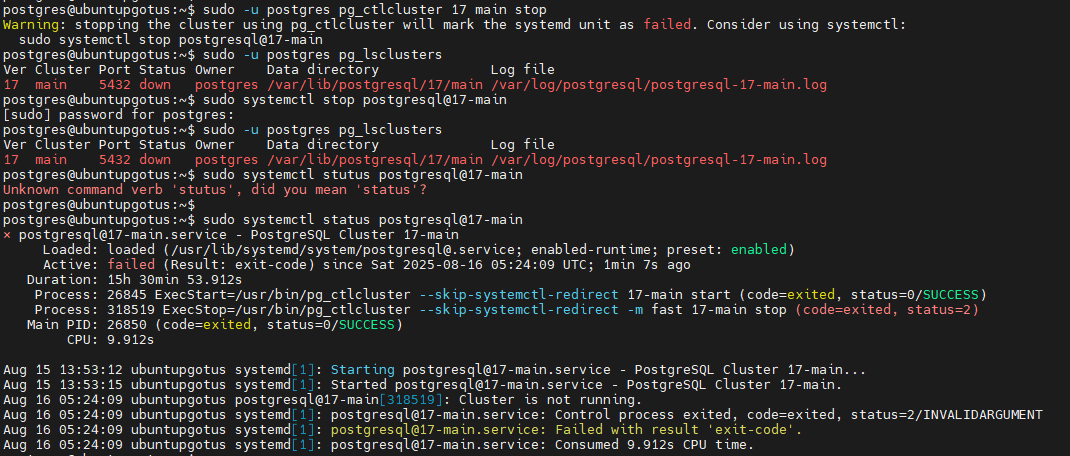 postgres@ubuntupgotus:~$ sudo -u postgres pg_ctlcluster 17 main stop
Warning: stopping the cluster using pg_ctlcluster will mark the systemd unit as failed. Consider using systemctl:
  sudo systemctl stop postgresql@17-main
postgres@ubuntupgotus:~$ sudo -u postgres pg_lsclusters
Ver Cluster Port Status Owner    Data directory              Log file
17  main    5432 down   postgres /var/lib/postgresql/17/main /var/log/postgresql/postgresql-17-main.log
postgres@ubuntupgotus:~$ sudo systemctl stop postgresql@17-main
[sudo] password for postgres:
postgres@ubuntupgotus:~$ sudo -u postgres pg_lsclusters
Ver Cluster Port Status Owner    Data directory              Log file
17  main    5432 down   postgres /var/lib/postgresql/17/main /var/log/postgresql/postgresql-17-main.log
postgres@ubuntupgotus:~$ sudo systemctl stutus postgresql@17-main
Unknown command verb 'stutus', did you mean 'status'?
postgres@ubuntupgotus:~$
postgres@ubuntupgotus:~$ sudo systemctl status postgresql@17-main
× postgresql@17-main.service - PostgreSQL Cluster 17-main
     Loaded: loaded (/usr/lib/systemd/system/postgresql@.service; enabled-runtime; preset: enabled)
     Active: failed (Result: exit-code) since Sat 2025-08-16 05:24:09 UTC; 1min 7s ago
   Duration: 15h 30min 53.912s
    Process: 26845 ExecStart=/usr/bin/pg_ctlcluster --skip-systemctl-redirect 17-main start (code=exited, status=0/SUCCESS)
    Process: 318519 ExecStop=/usr/bin/pg_ctlcluster --skip-systemctl-redirect -m fast 17-main stop (code=exited, status=2)
   Main PID: 26850 (code=exited, status=0/SUCCESS)
        CPU: 9.912s

Aug 15 13:53:12 ubuntupgotus systemd[1]: Starting postgresql@17-main.service - PostgreSQL Cluster 17-main...
Aug 15 13:53:15 ubuntupgotus systemd[1]: Started postgresql@17-main.service - PostgreSQL Cluster 17-main.
Aug 16 05:24:09 ubuntupgotus postgresql@17-main[318519]: Cluster is not running.
Aug 16 05:24:09 ubuntupgotus systemd[1]: postgresql@17-main.service: Control process exited, code=exited, status=2/INVALIDARGUMENT
Aug 16 05:24:09 ubuntupgotus systemd[1]: postgresql@17-main.service: Failed with result 'exit-code'.
Aug 16 05:24:09 ubuntupgotus systemd[1]: postgresql@17-main.service: Consumed 9.912s CPU time.